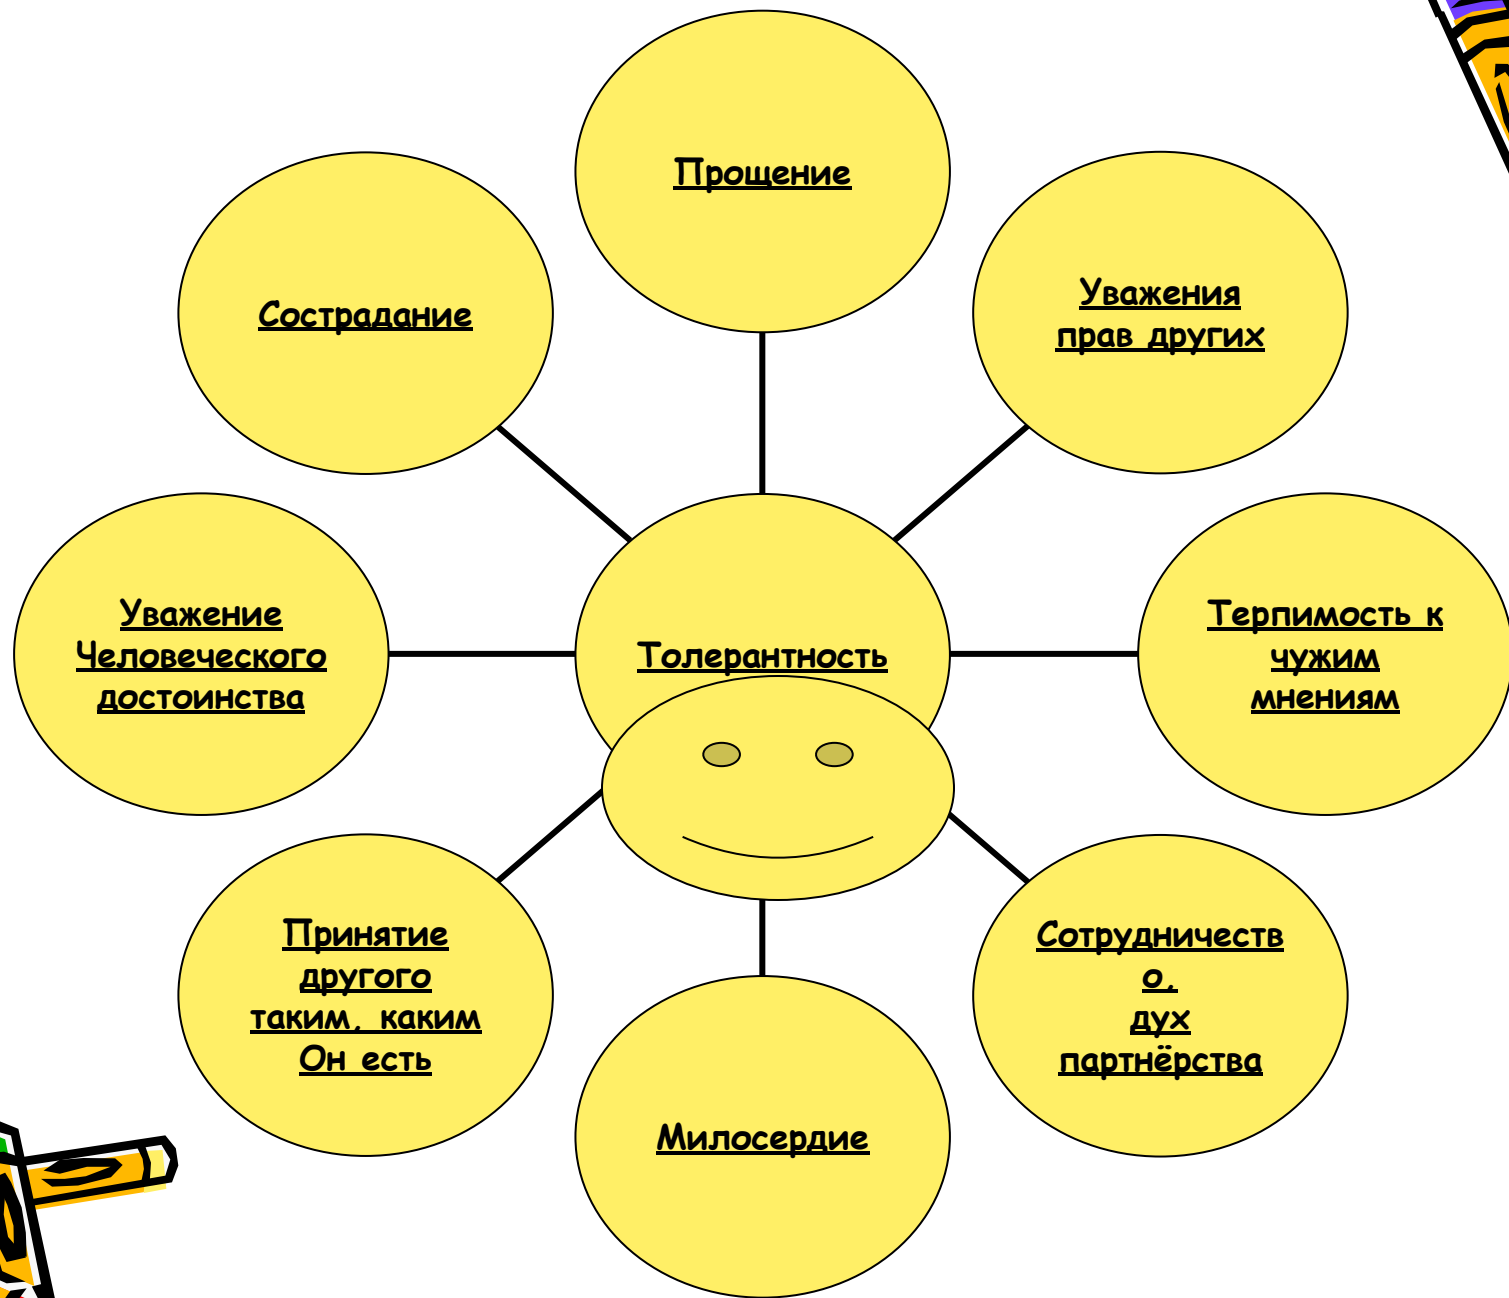 Прощение
Сострадание
Уважения
прав других
Уважение
Человеческого
достоинства
Толерантность
Терпимость к
чужим
мнениям
Принятие
другого
таким, каким
Он есть
Сотрудничеств
о,
дух
партнёрства
Милосердие